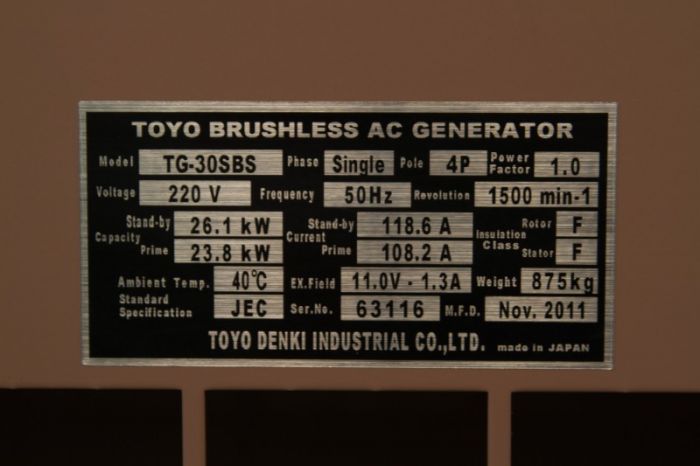 TOYO BRUSHLESS AC GENERATOR
Model TG-30SBS Phase Single Pole 4P Power Factor 1.0
Voltage 220 V Frequency 50Hz Revolution 1500 min-1
Capacity Stand-by 26.1 kW Current Stand-by 118.6 A Insulation Class Rotor F
Prime 23.8 kW Prime 108.2 A Stator F
Ambient Temp. 40℃ EX.Field 11.0V - 1.3A Weight 875kg
Standard Specification JEC Ser.No. 63116 M.F.D. Nov. 2011
TOYO DENKI INDUSTRIAL CO.,LTD. made in JAPAN